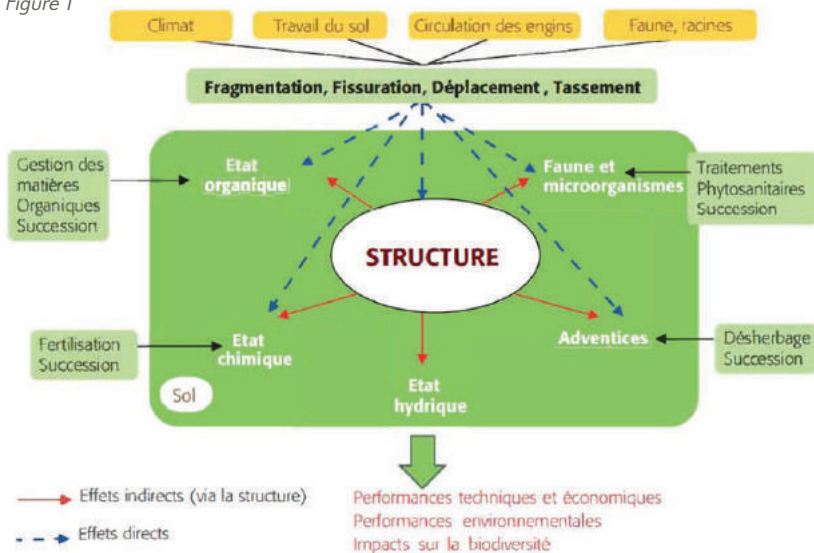 Figure 1
Climat
Travail du sol
Circulation des engins
Faune, racines
Fragmentation, Fissuration, Déplacement , Tassement
Gestion des
matières
Organiques
Succession
Etat
organique
Faune et
microorganismes
Traitements
Phytosanitaires
Succession
STRUCTURE
Fertilisation
Succession
Etat
chimique
Adventices
Désherbage
Succession
Etat
hydrique
Sol
Effets indirects (via la structure)
Effets directs
Performances techniques et économiques
Performances environnementales
Impacts sur la biodiversité